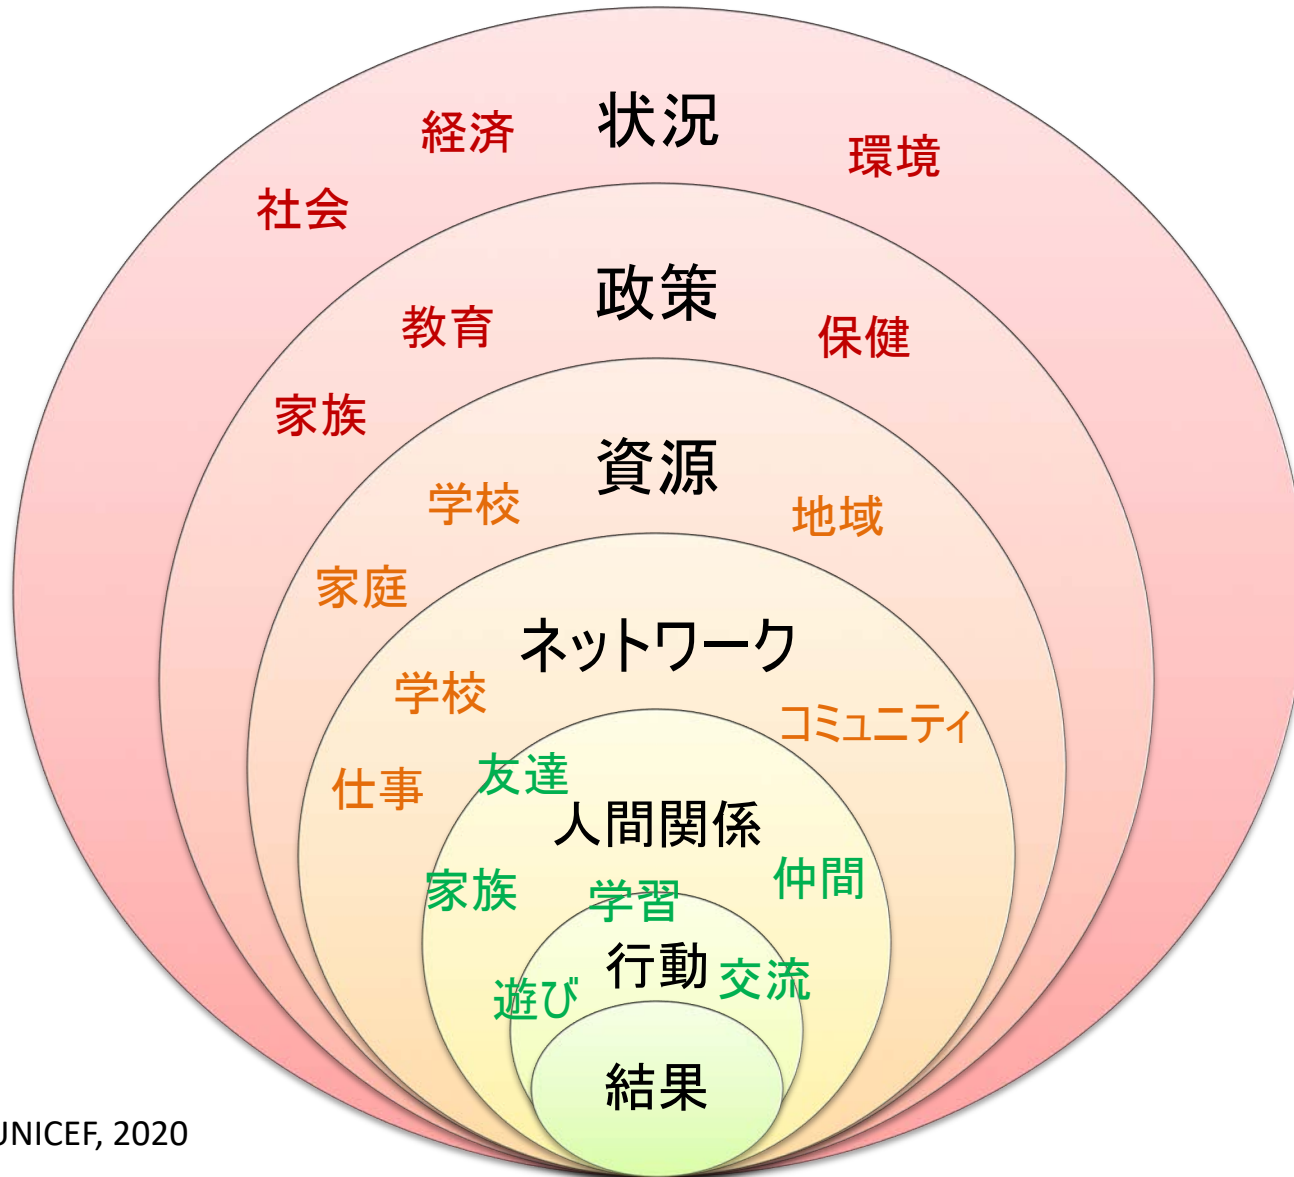 状況
経済
環境
社会
政策
教育
保健
家族
資源
学校
地域
家庭
ネットワーク
学校
コミュニティ
仕事
友達
人間関係
家族
仲間
学習
行動
遊び
交流
結果
UNICEF, 2020